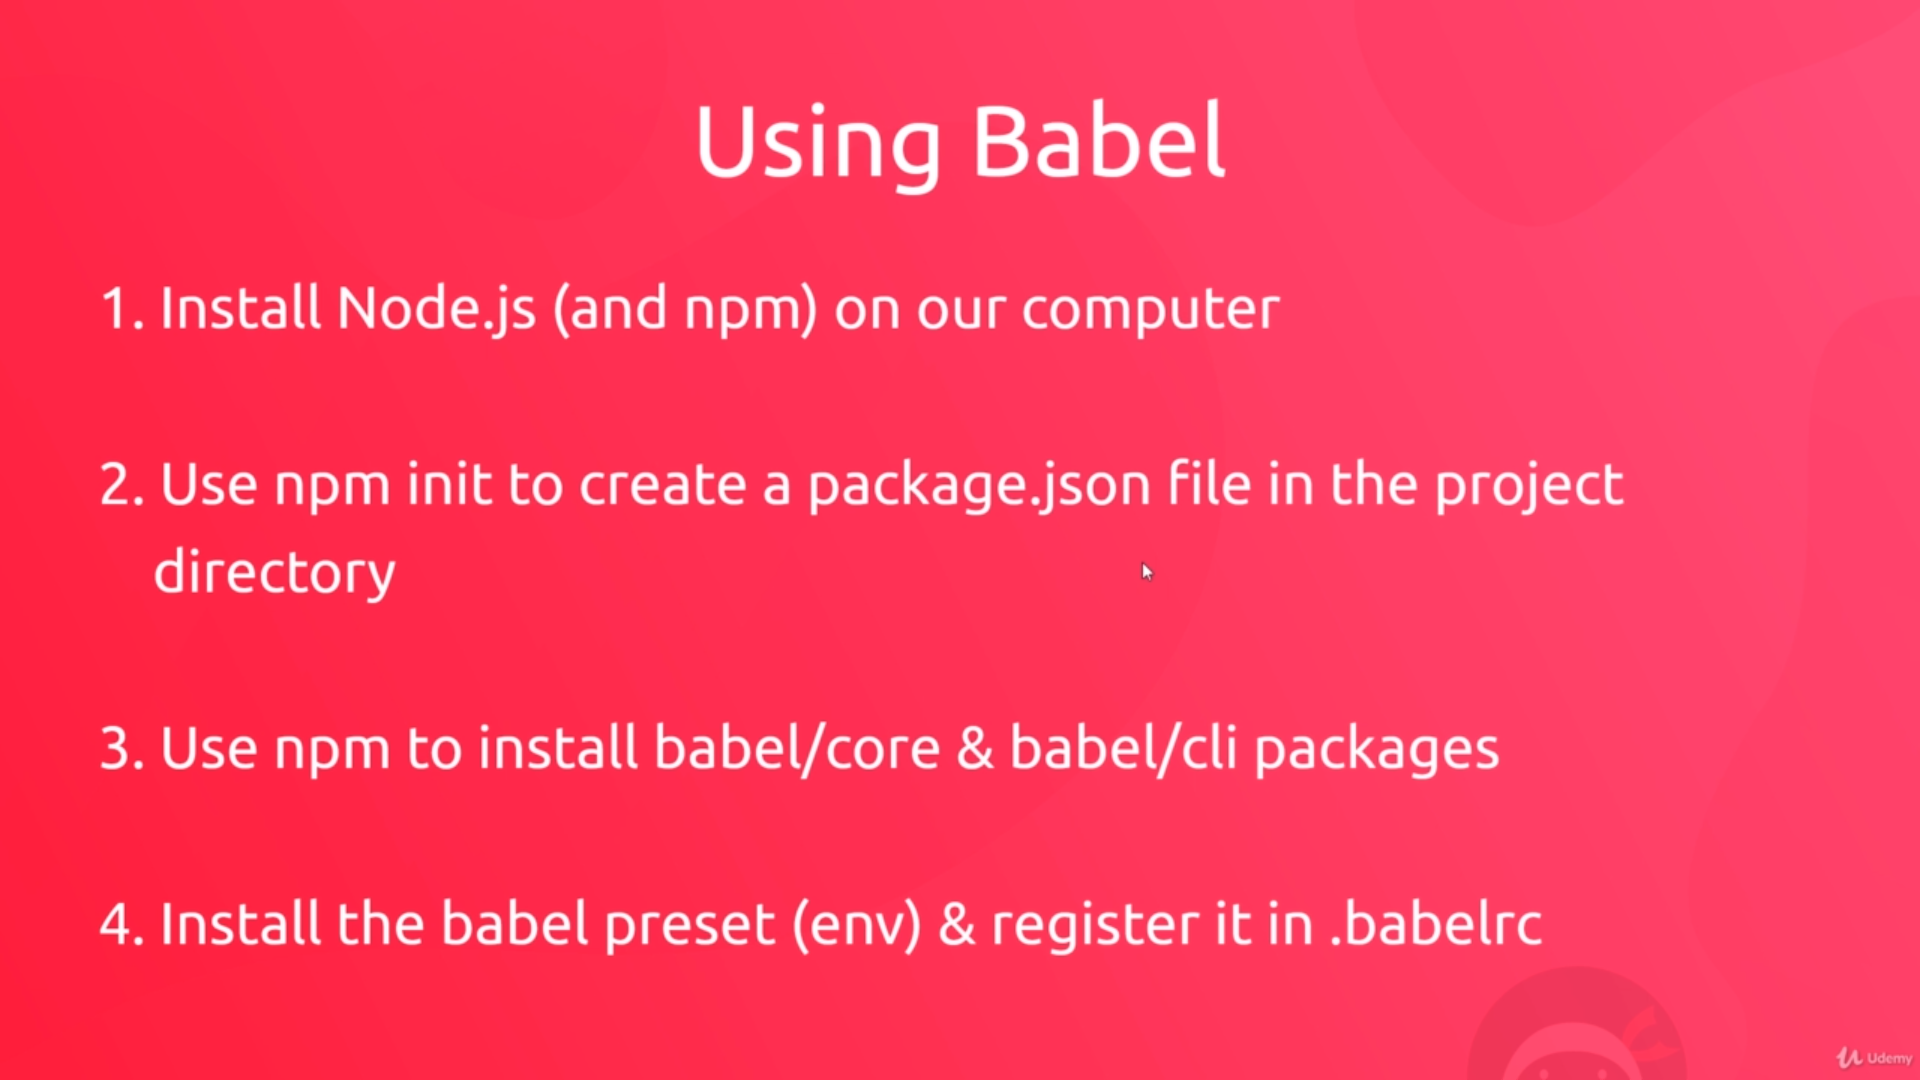 Using Babel
1. Install Node.js (and npm) on our computer
2. Use npm init to create a package.json file in the project
directory
3. Use npm to install babel/core & babel/cli packages
4. Install the babel preset (env) & register it in .babelrc
Udemy